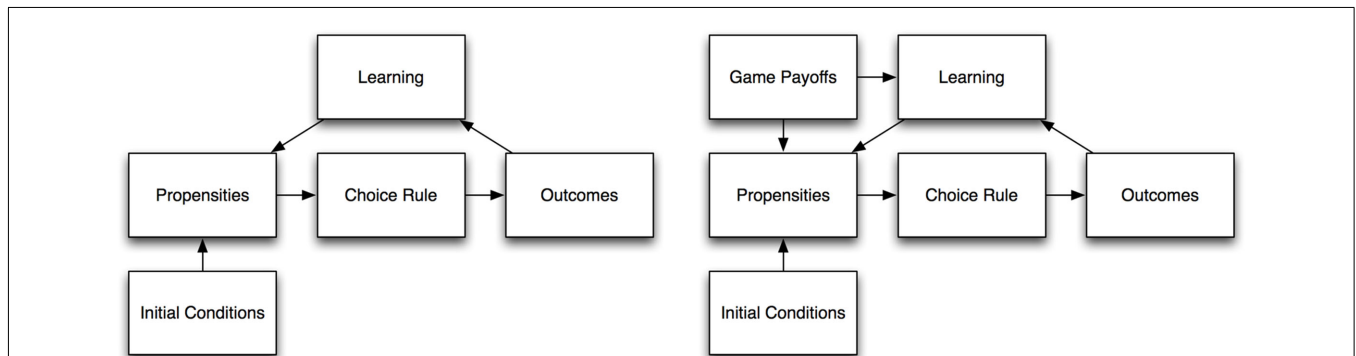 Learning
Propensities
Choice Rule
Outcomes
Initial Conditions
Game Payoffs
Learning
Propensities
Choice Rule
Outcomes
Initial Conditions